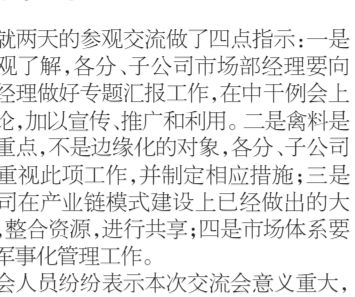 就两天的参观交流做了四点指示：一是
观了解，各分、子公司市场部经理要向
经理做好专题汇报工作，在中干例会上
论，加以宣传、推广和利用。二是禽料是
重点，不是边缘化的对象，各分、子公司
重视此项工作，并制定相应措施；三是
司在产业链模式建设上已经做出的大
，整合资源，进行共享；四是市场体系要
军事化管理工作。
会人员纷纷表示本次交流会意义重大，